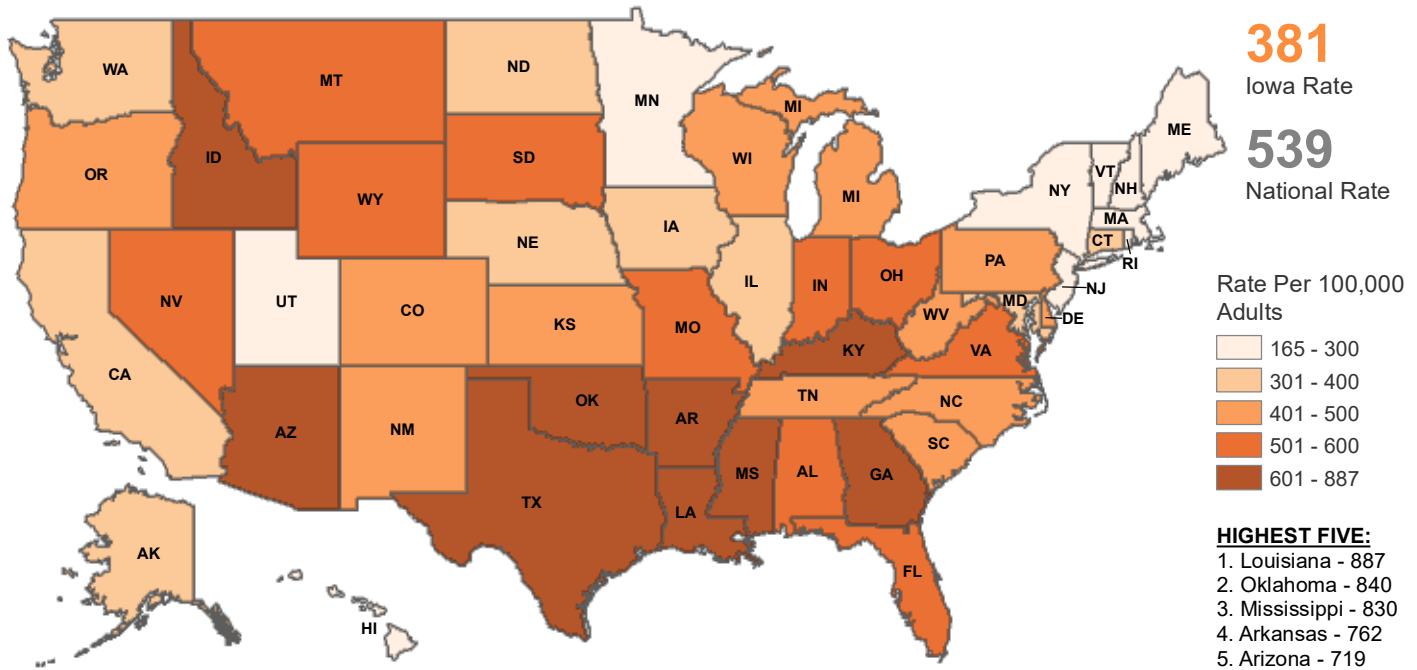 WA
MT
ND
MN
ME
OR
ID
WY
SD
WI
MI
MI
NY
VT
NH
MA
CT
RI
IA
NE
PA
NJ
NV
UT
CO
KS
MO
IL
IN
OH
WV
MD
DE
VA
KY
CA
AZ
NM
OK
AR
TN
NC
SC
TX
LA
MS
AL
GA
FL
AK
HI
381
Iowa Rate
539
National Rate
Rate Per 100,000
Adults
165 - 300
301 - 400
401 - 500
501 - 600
601 - 887
HIGHEST FIVE:
1. Louisiana - 887
2. Oklahoma - 840
3. Mississippi - 830
4. Arkansas - 762
5. Arizona - 719